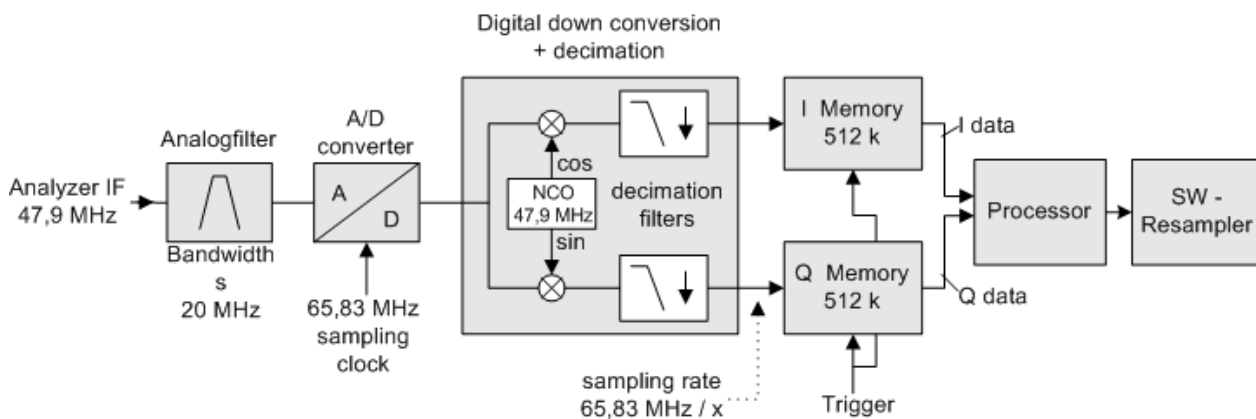 Digital down conversion
+ decimation
Analogfilter
A/D
converter
Analyzer IF
47,9 MHz
Bandwidth
s
20 MHz
A
D
65,83 MHz
sampling
clock
cos
NCO
47,9 MHz
sin
decimation
filters
I Memory
512 k
Q Memory
512 k
I data
Q data
Processor
SW -
Resampler
sampling rate
65,83 MHz / x
Trigger